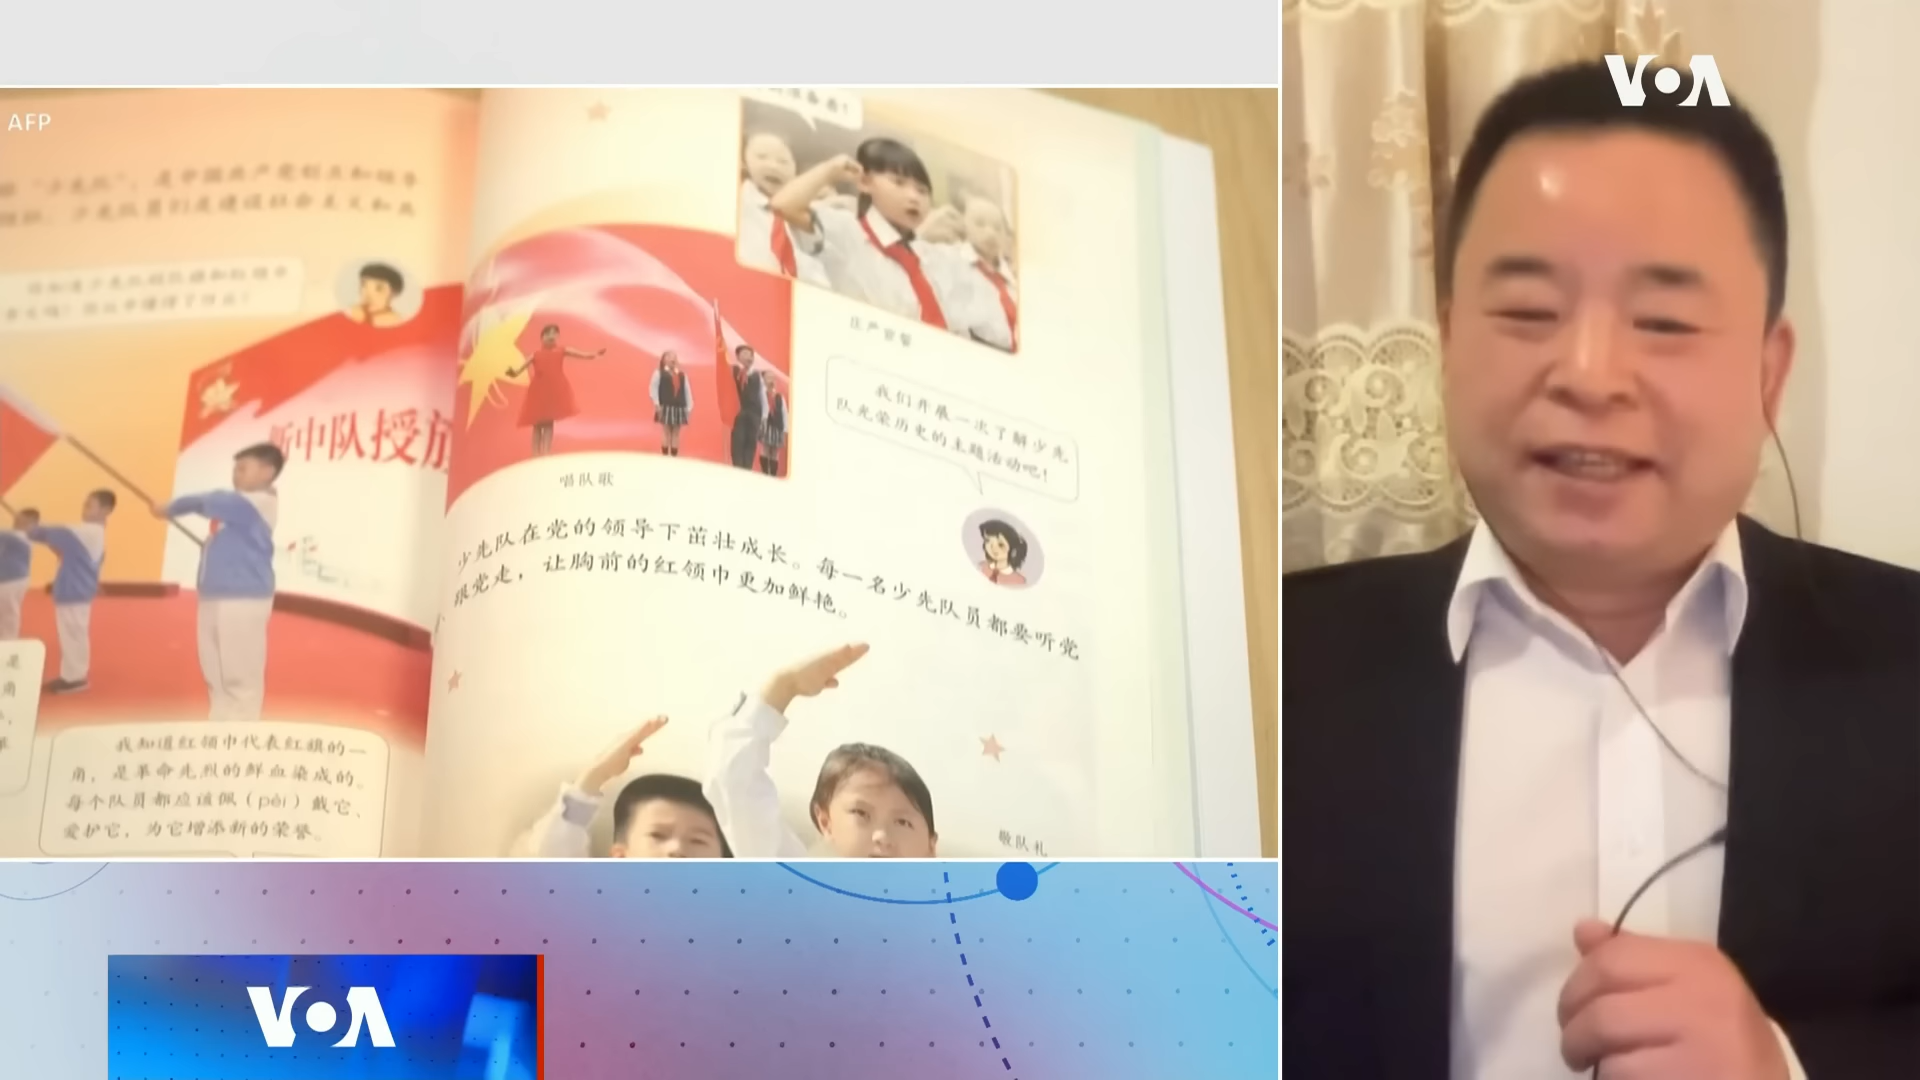 AFP
VOA
新中队授旗
唱队歌
庄严宣誓
我们开展一次了解少先
队光荣历史的主题活动吧！
少先队在党的领导下茁壮成长。每一名少先队员都要听党
跟党走，让胸前的红领巾更加鲜艳。
我知道红领巾代表红旗的一
角，是革命先烈的鲜血染成的。
每个队员都应该佩（pèi）戴它、
爱护它，为它增添新的荣誉。
敬队礼
VOA